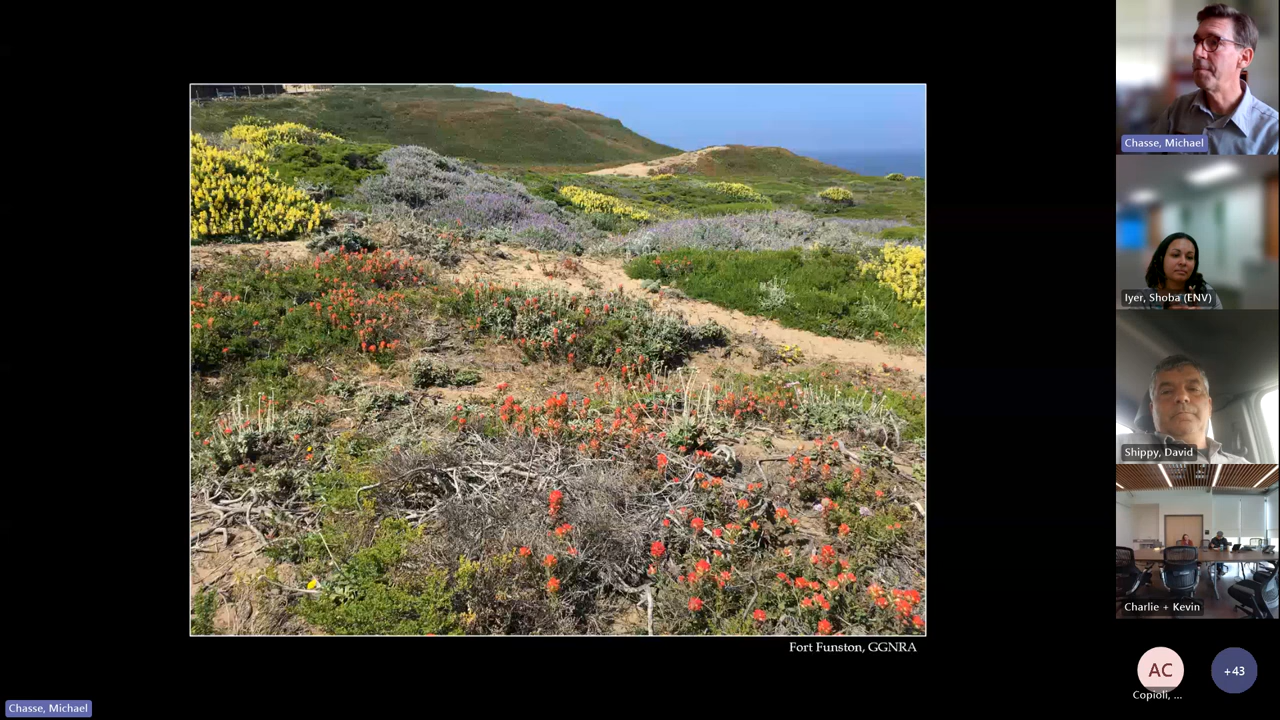 Chasse, Michael
Iyer, Shoba (ENV)
Shippy, David
Charlie + Kevin
Fort Funston, GGNRA
AC
+43
Copioli, ...
Chasse, Michael